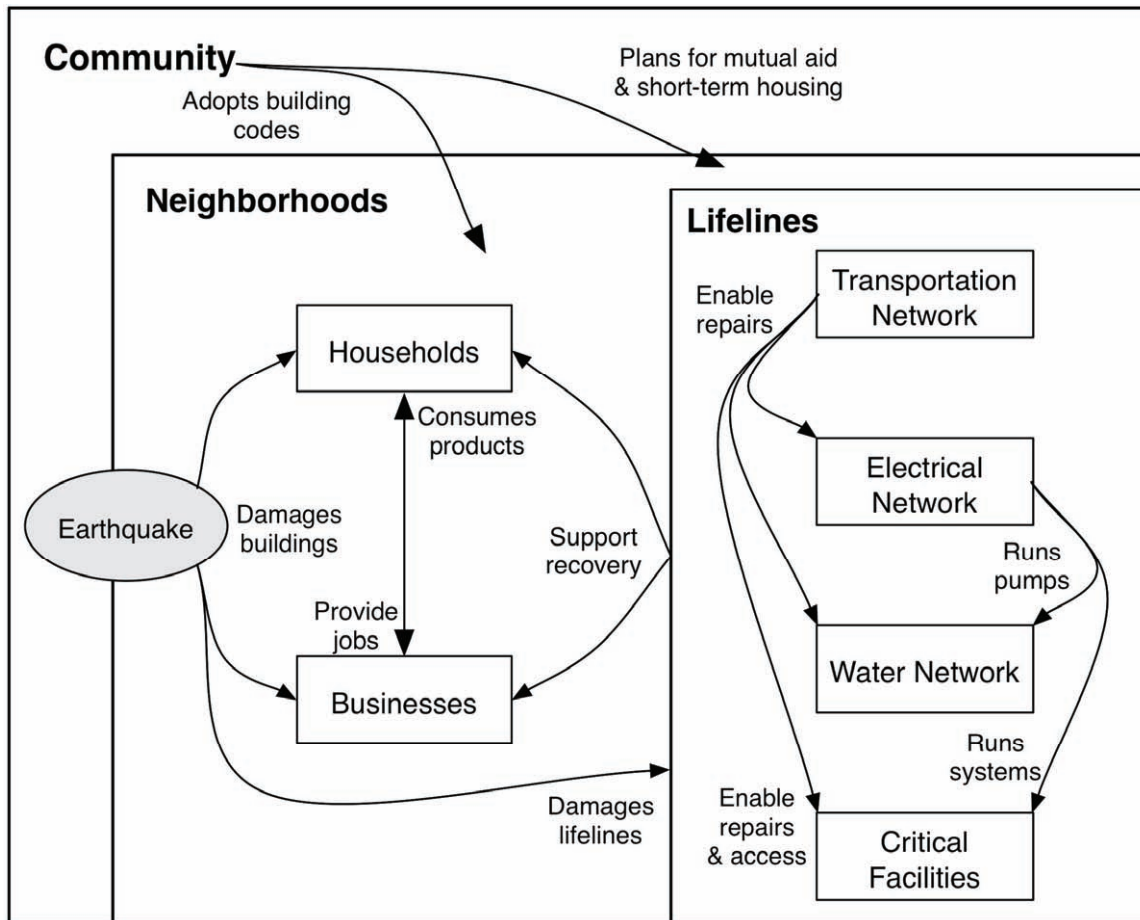 Community
Plans for mutual aid
& short-term housing
Adopts building
codes
Neighborhoods
Lifelines
Transportation
Network
Enable
repairs
Households
Consumes
products
Electrical
Network
Earthquake
Damages
buildings
Support
recovery
Runs
pumps
Provide
jobs
Water Network
Businesses
Runs
systems
Damages
lifelines
Enable
repairs
& access
Critical
Facilities